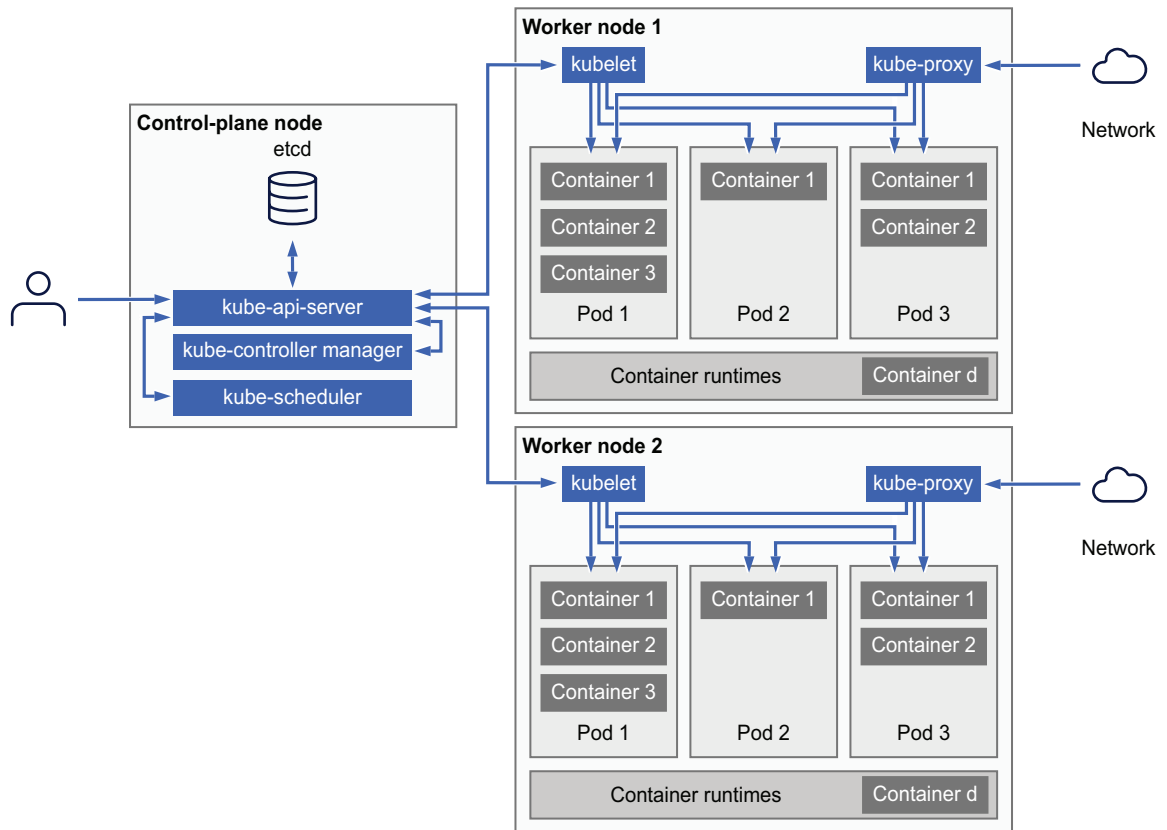 Control-plane node
etcd
kube-api-server
kube-controller manager
kube-scheduler
Worker node 1
kubelet
kube-proxy
Network
Container 1
Container 2
Container 3
Pod 1
Container 1
Pod 2
Container 1
Container 2
Pod 3
Container runtimes
Container d
Worker node 2
kubelet
kube-proxy
Network
Container 1
Container 2
Container 3
Pod 1
Container 1
Pod 2
Container 1
Container 2
Pod 3
Container runtimes
Container d